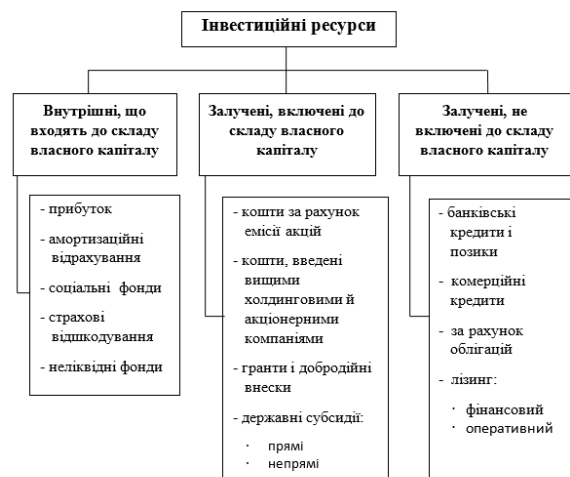 Інвестиційні ресурси
Внутрішні, що
входять до складу
власного капіталу
- прибуток
- амортизаційні
відрахування
- соціальні фонди
- страхові
відшкодування
- неліквідні фонди
Залучені, включені до
складу власного
капіталу
- кошти за рахунок
емісії акцій
- кошти, введені
вищими
холдинговими й
акціонерними
компаніями
- гранти і добродійні
внески
- державні субсидії:
· прямі
· непрямі
Залучені, не
включені до складу
власного капіталу
- банківські
кредити і
позики
- комерційні
кредити
- за рахунок
облігацій
- лізинг:
· фінансовий
· оперативний